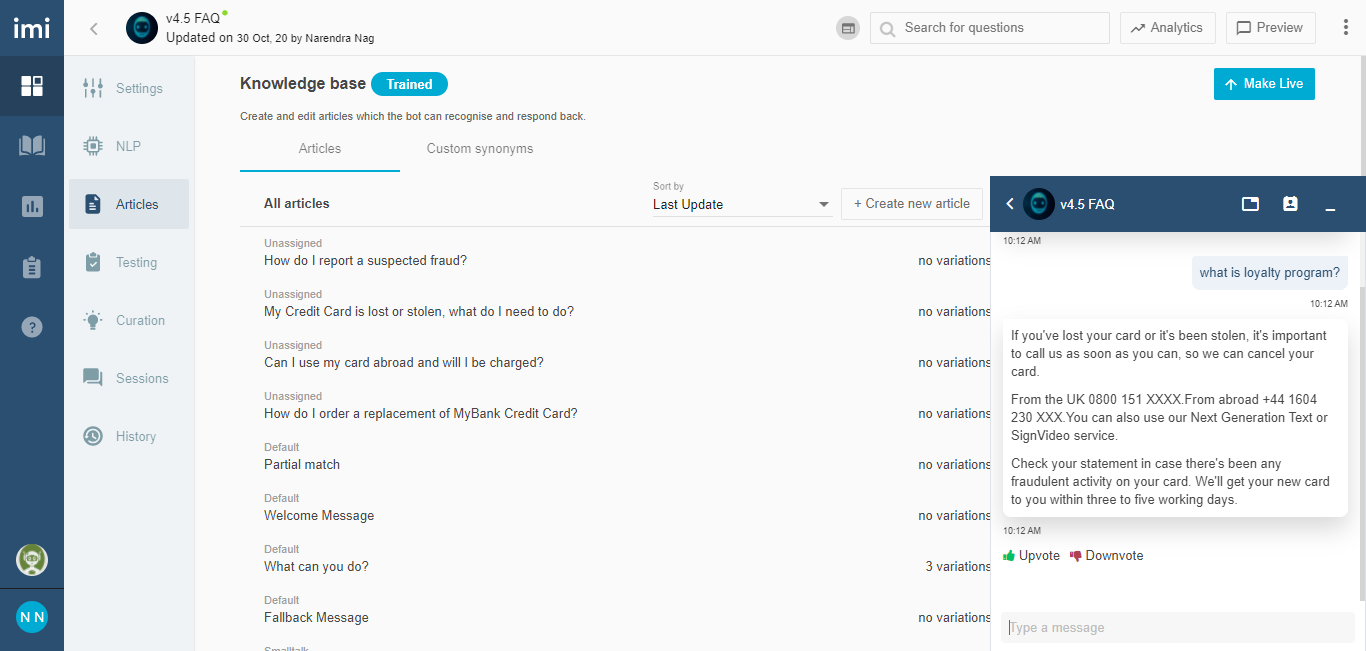 imi
v4.5 FAQ
Updated on 30 Oct, 20 by Narendra Nag
Search for questions
Analytics
Preview
Settings
NLP
Articles
Testing
Curation
Sessions
History
N N
Knowledge base
Trained
Make Live
Create and edit articles which the bot can recognise and respond back.
Articles
Custom synonyms
All articles
Sort by
Last Update
+ Create new article
Unassigned
How do I report a suspected fraud?
no variations
Unassigned
My Credit Card is lost or stolen, what do I need to do?
no variations
Unassigned
Can I use my card abroad and will I be charged?
no variations
Unassigned
How do I order a replacement of MyBank Credit Card?
no variations
Default
Partial match
no variations
Default
Welcome Message
no variations
Default
What can you do?
3 variations
Default
Fallback Message
no variations
Smalltalk
v4.5 FAQ
10:12 AM
what is loyalty program?
10:12 AM
If you've lost your card or it's been stolen, it's important
to call us as soon as you can, so we can cancel your
card.
From the UK 0800 151 XXXX.From abroad +44 1604
230 XXX.You can also use our Next Generation Text or
SignVideo service.
Check your statement in case there's been any
fraudulent activity on your card. We'll get your new card
to you within three to five working days.
10:12 AM
Upvote
Downvote
Type a message